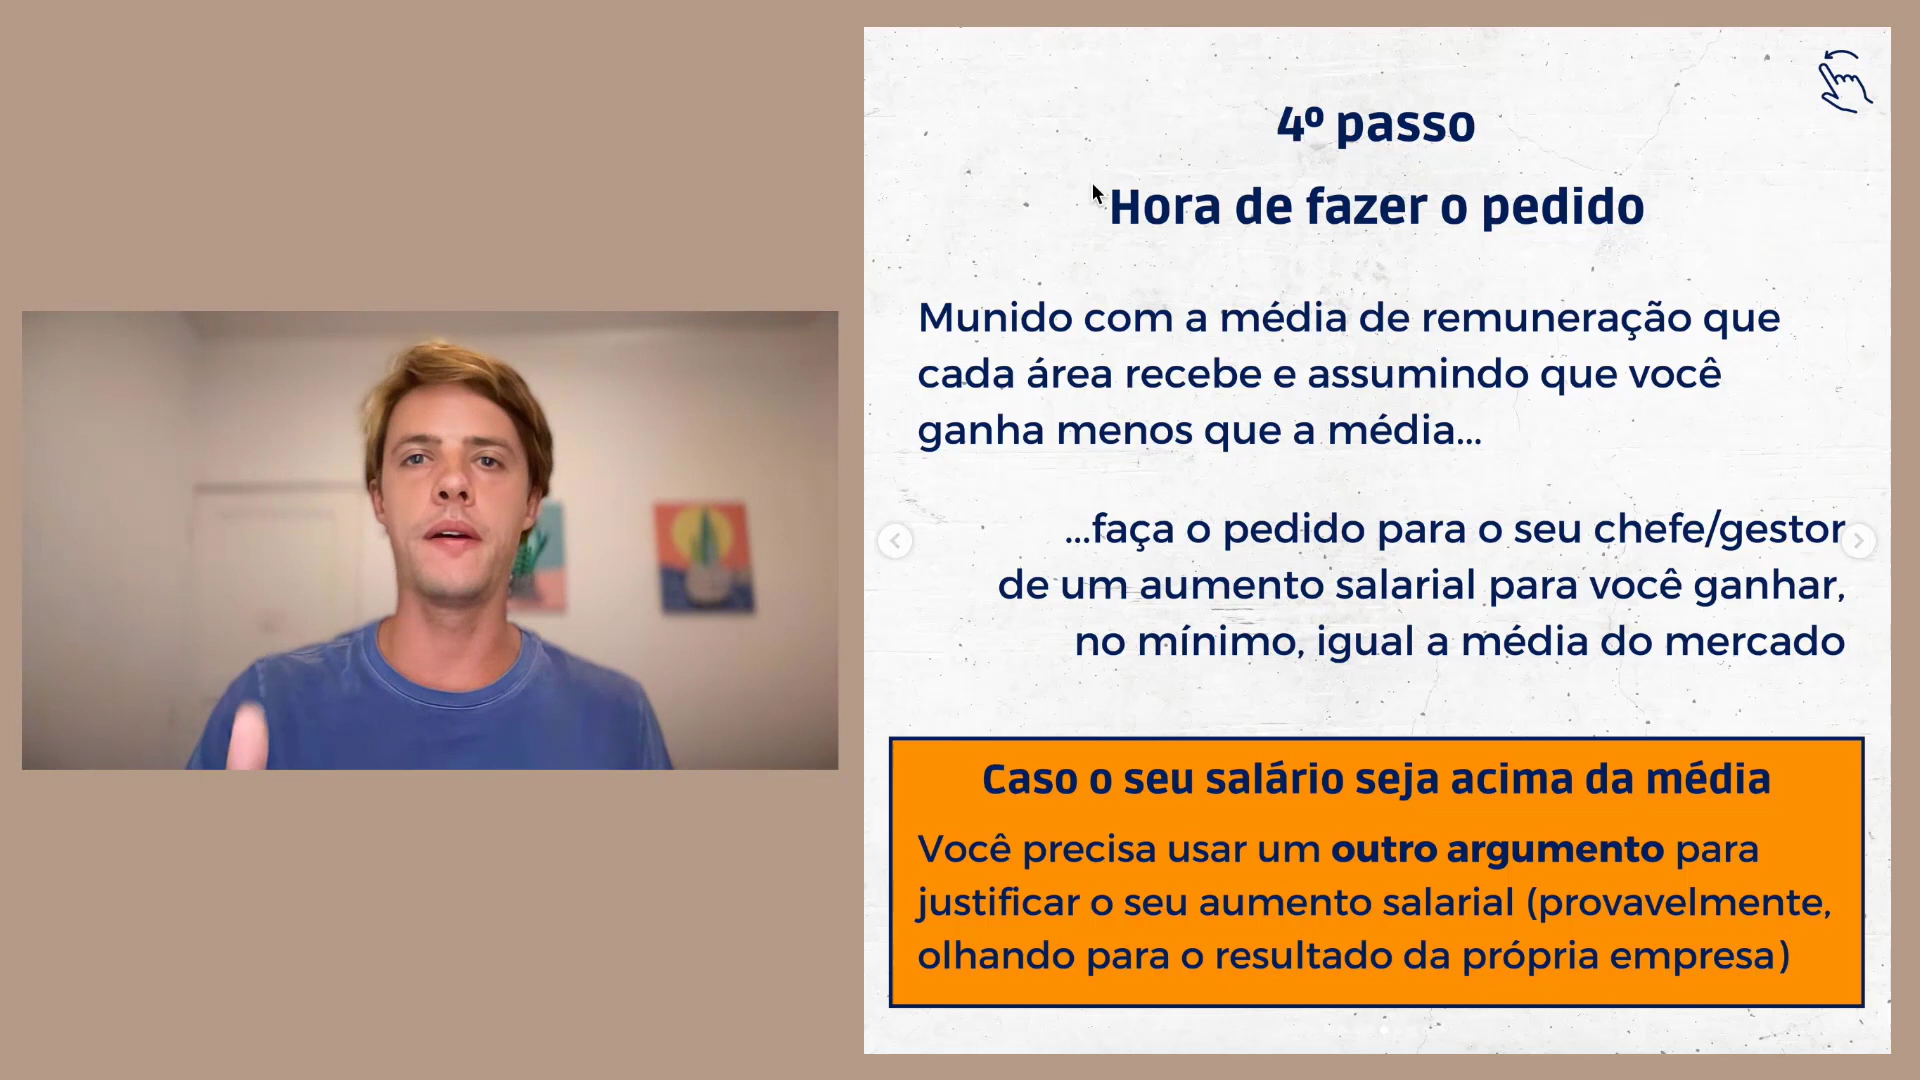 4º passo
Hora de fazer o pedido
Munido com a média de remuneração que
cada área recebe e assumindo que você
ganha menos que a média...
...faça o pedido para o seu chefe/gestor
de um aumento salarial para você ganhar,
no mínimo, igual a média do mercado
Caso o seu salário seja acima da média
Você precisa usar um outro argumento para
justificar o seu aumento salarial (provavelmente,
olhando para o resultado da própria empresa)